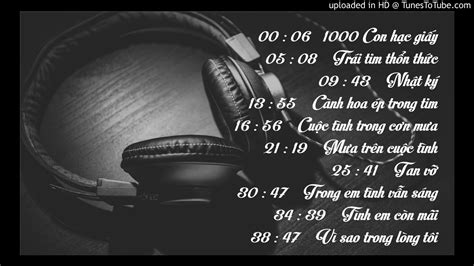 uploaded in HD @ TunesToTube.com
00 : 06 1000 Con hạc giấy
05 : 08 Trái tim thổn thức
09 : 43 Nhật ký
13 : 55 Cành hoa ép trong tim
16 : 56 Cuộc tình trong cơn mưa
21 : 19 Mưa trên cuộc tình
25 : 41 Tan vỡ
30 : 47 Trong em tình vẫn sáng
34 : 39 Tình em còn mãi
38 : 47 Vì sao trong lòng tôi